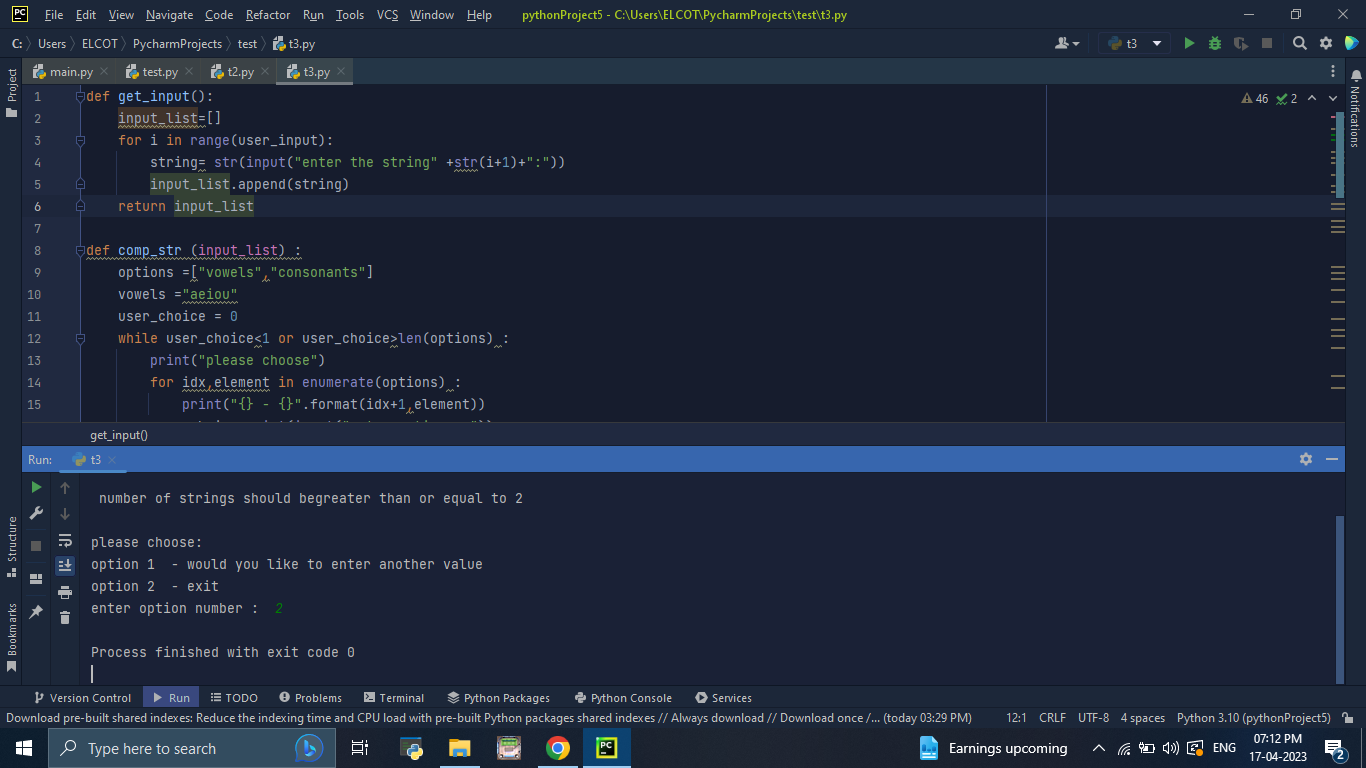 File Edit View Navigate Code Refactor Run Tools VCS Window Help pythonProject5 - C:\Users\ELCOT\PycharmProjects\test\t3.py
C: Users ELCOT PycharmProjects test t3.py t3
Project
main.py test.py t2.py t3.py
Notifications
46 2
1 def get_input():
2 input_list=[]
3 for i in range(user_input):
4 string= str(input("enter the string" +str(i+1)+":"))
5 input_list.append(string)
6 return input_list
7
8 def comp_str (input_list) :
9 options =["vowels","consonants"]
10 vowels ="aeiou"
11 user_choice = 0
12 while user_choice<1 or user_choice>len(options) :
13 print("please choose")
14 for idx,element in enumerate(options) :
15 print("{} - {}".format(idx+1,element))
get_input()
Run: t3
number of strings should begreater than or equal to 2
please choose:
option 1  - would you like to enter another value
option 2  - exit
enter option number :  2
Process finished with exit code 0
Structure
Bookmarks
Version Control Run TODO Problems Terminal Python Packages Python Console Services
Download pre-built shared indexes: Reduce the indexing time and CPU load with pre-built Python packages shared indexes // Always download // Download once /... (today 03:29 PM) 12:1 CRLF UTF-8 4 spaces Python 3.10 (pythonProject5)
Type here to search Earnings upcoming ENG 07:12 PM
17-04-2023 2